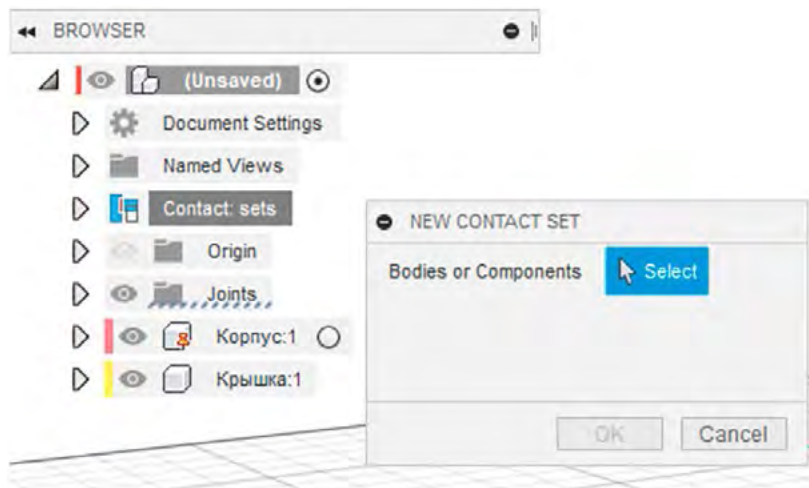 BROWSER
(Unsaved)
Document Settings
Named Views
Contact: sets
Origin
Joints
Корпус:1
Крышка:1
NEW CONTACT SET
Bodies or Components Select
OK Cancel